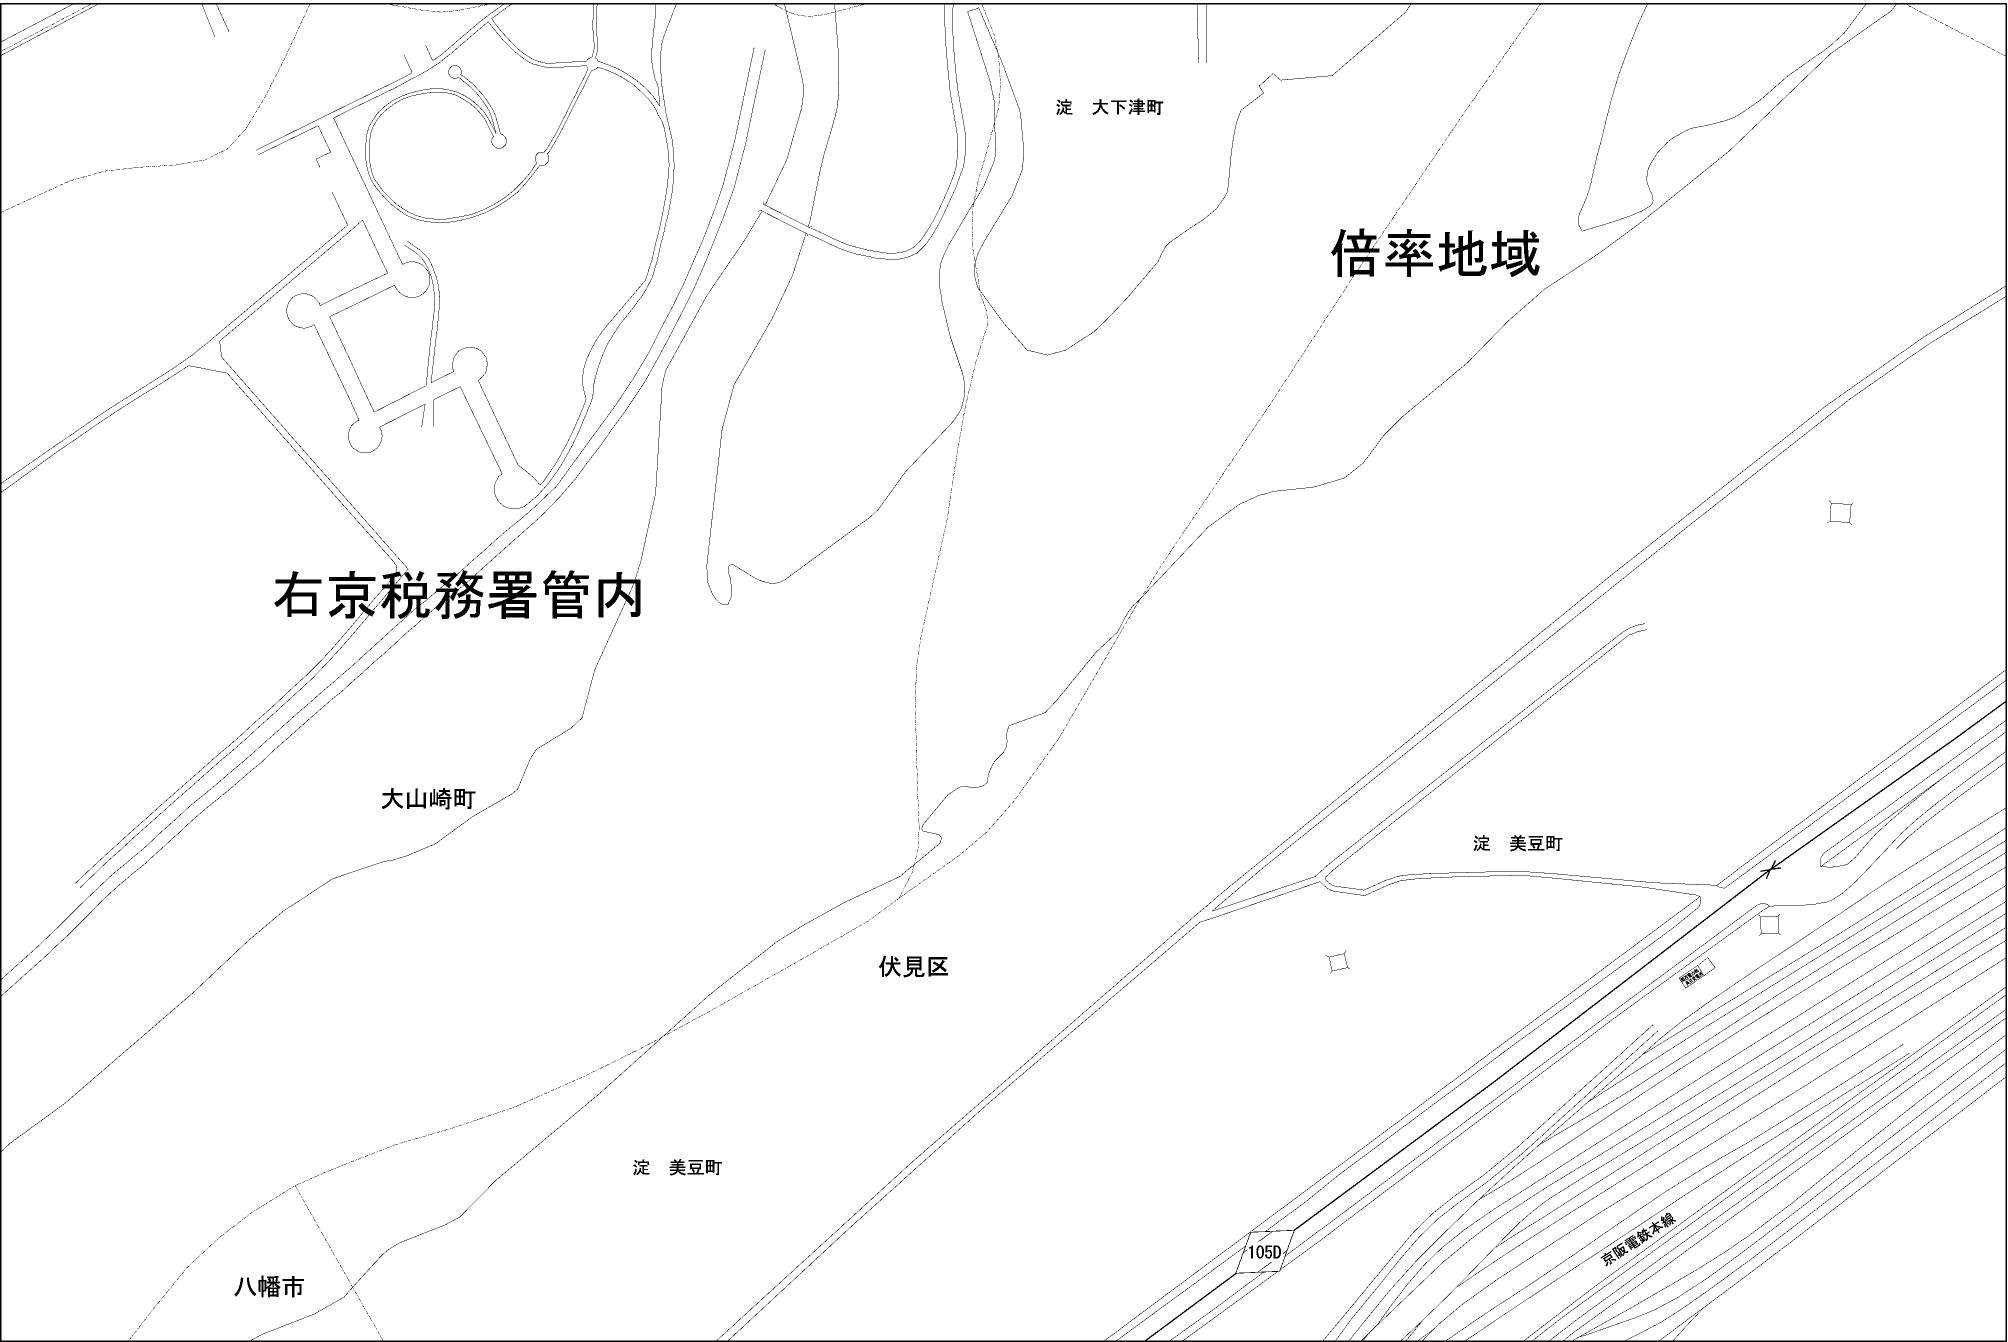 淀　大下津町
倍率地域
右京税務署管内
大山崎町
淀　美豆町
伏見区
淀　美豆町
105D
京阪電鉄本線
八幡市